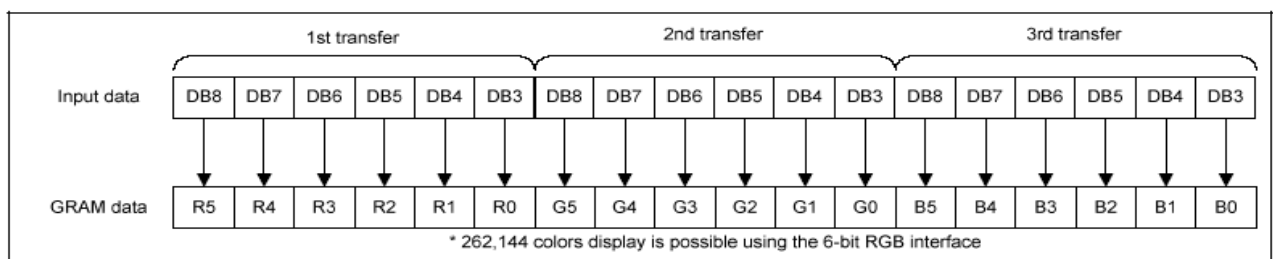 1st transfer 2nd transfer 3rd transfer
Input data DB8 DB7 DB6 DB5 DB4 DB3 DB8 DB7 DB6 DB5 DB4 DB3 DB8 DB7 DB6 DB5 DB4 DB3
GRAM data R5 R4 R3 R2 R1 R0 G5 G4 G3 G2 G1 G0 B5 B4 B3 B2 B1 B0
* 262,144 colors display is possible using the 6-bit RGB interface